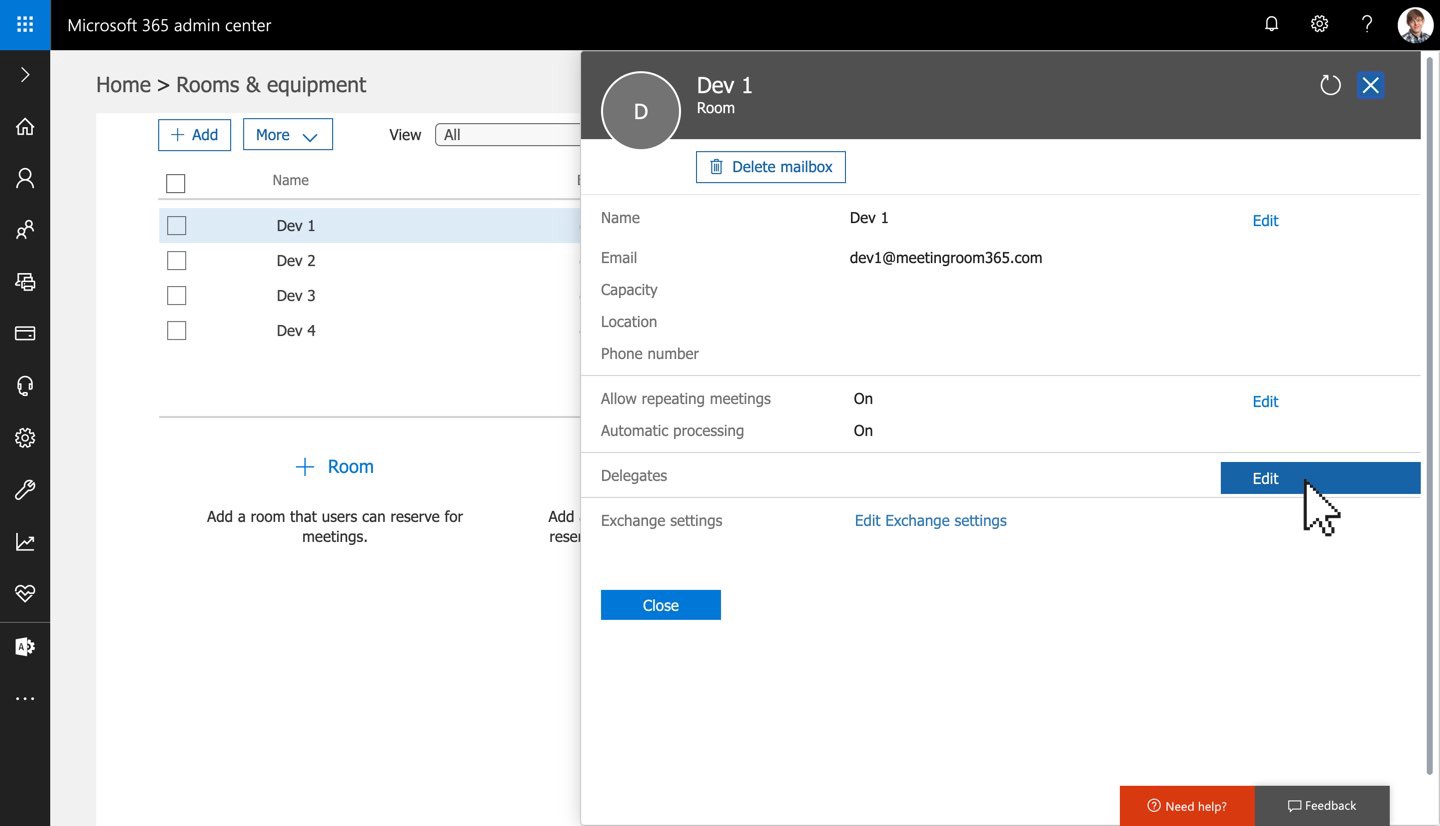 Microsoft 365 admin center
Home > Rooms & equipment
Add
More
View
All
Name
Dev 1
Dev 2
Dev 3
Dev 4
Room
Add a room that users can reserve for
meetings.
Add
D
Dev 1
Room
Delete mailbox
Name Dev 1 Edit
Email dev1@meetingroom365.com
Capacity
Location
Phone number
Allow repeating meetings On Edit
Automatic processing On
Delegates Edit
Exchange settings Edit Exchange settings
Close
Need help?
Feedback